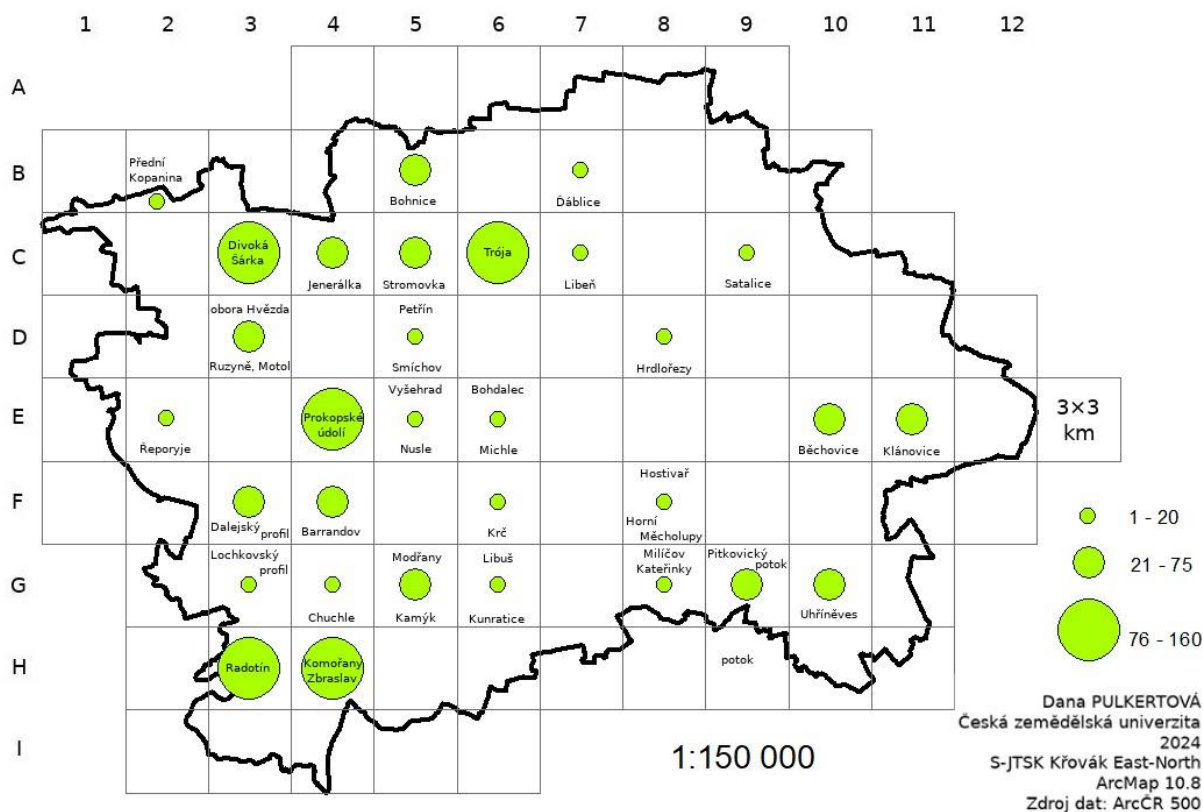 1 2 3 4 5 6 7 8 9 10 11 12
A
B
Přední
Kopanina
Bohnice
Ďáblice
C
Divoká
Šárka
Jenerálka
Stromovka
Trója
Libeň
Satalice
D
obora Hvězda
Ruzyně, Motol
Petřín
Smíchov
Hrdlořezy
E
Řeporyje
Prokopské
údolí
Vyšehrad
Nusle
Bohdalec
Michle
Běchovice
Klánovice
3×3
km
F
Dalejský profil
Barrandov
Krč
Hostivař
Horní
Měcholupy
G
Lochkovský
profil
Chuchle
Modřany
Kamýk
Libuš
Kunratice
Milíčov
Kateřinky
Pitkovický
potok
Uhříněves
H
Radotín
Komořany
Zbraslav
potok
I
1 - 20
21 - 75
76 - 160
1:150 000
Dana PULKERTOVÁ
Česká zemědělská univerzita
2024
S-JTSK Křovák East-North
ArcMap 10.8
Zdroj dat: ArcČR 500